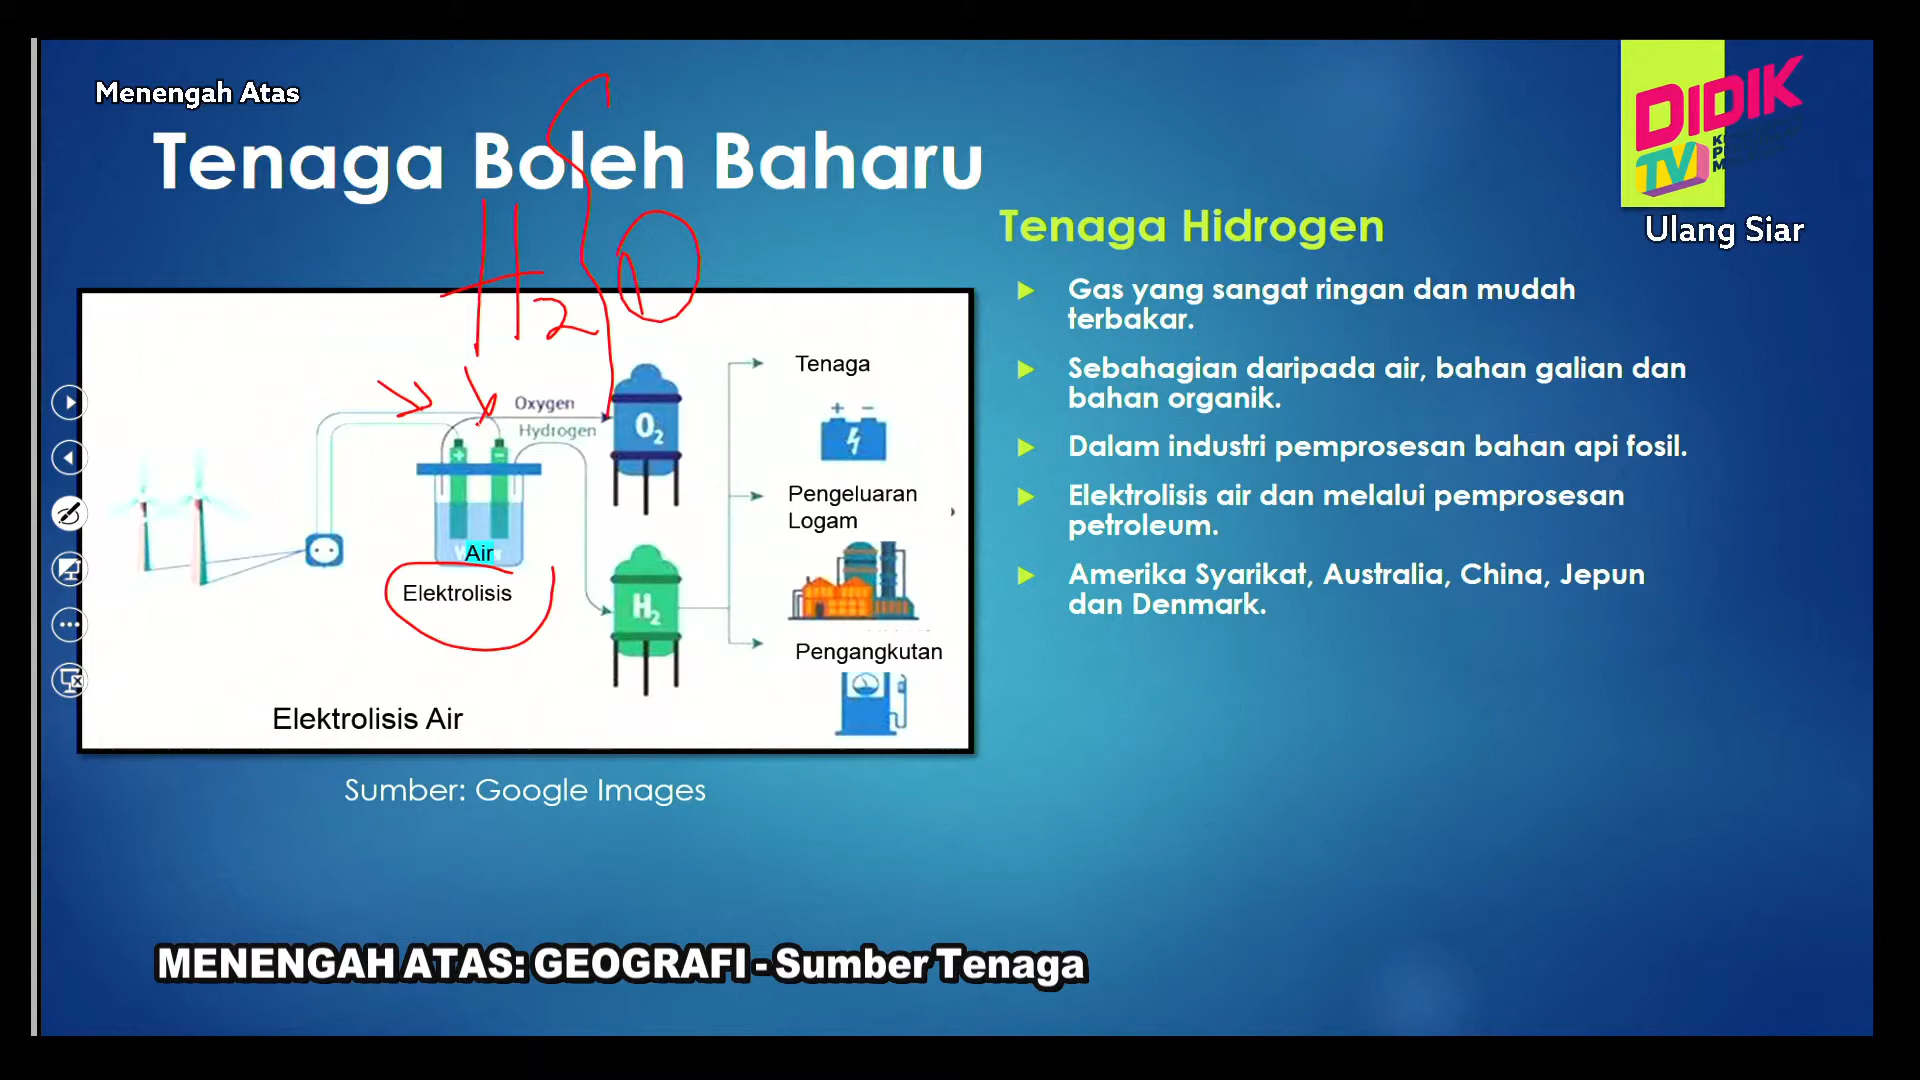 Menengah Atas
Tenaga Boleh Baharu
DIDIK
TV
Ulang Siar
Tenaga Hidrogen
Gas yang sangat ringan dan mudah
terbakar.
Sebahagian daripada air, bahan galian dan
bahan organik.
Dalam industri pemprosesan bahan api fosil.
Elektrolisis air dan melalui pemprosesan
petroleum.
Amerika Syarikat, Australia, China, Jepun
dan Denmark.
H2O
Oxygen
Hydrogen
O2
H2
+ −
Air
Elektrolisis
Tenaga
+ −
Pengeluaran
Logam
Pengangkutan
Elektrolisis Air
Sumber: Google Images
MENENGAH ATAS: GEOGRAFI - Sumber Tenaga